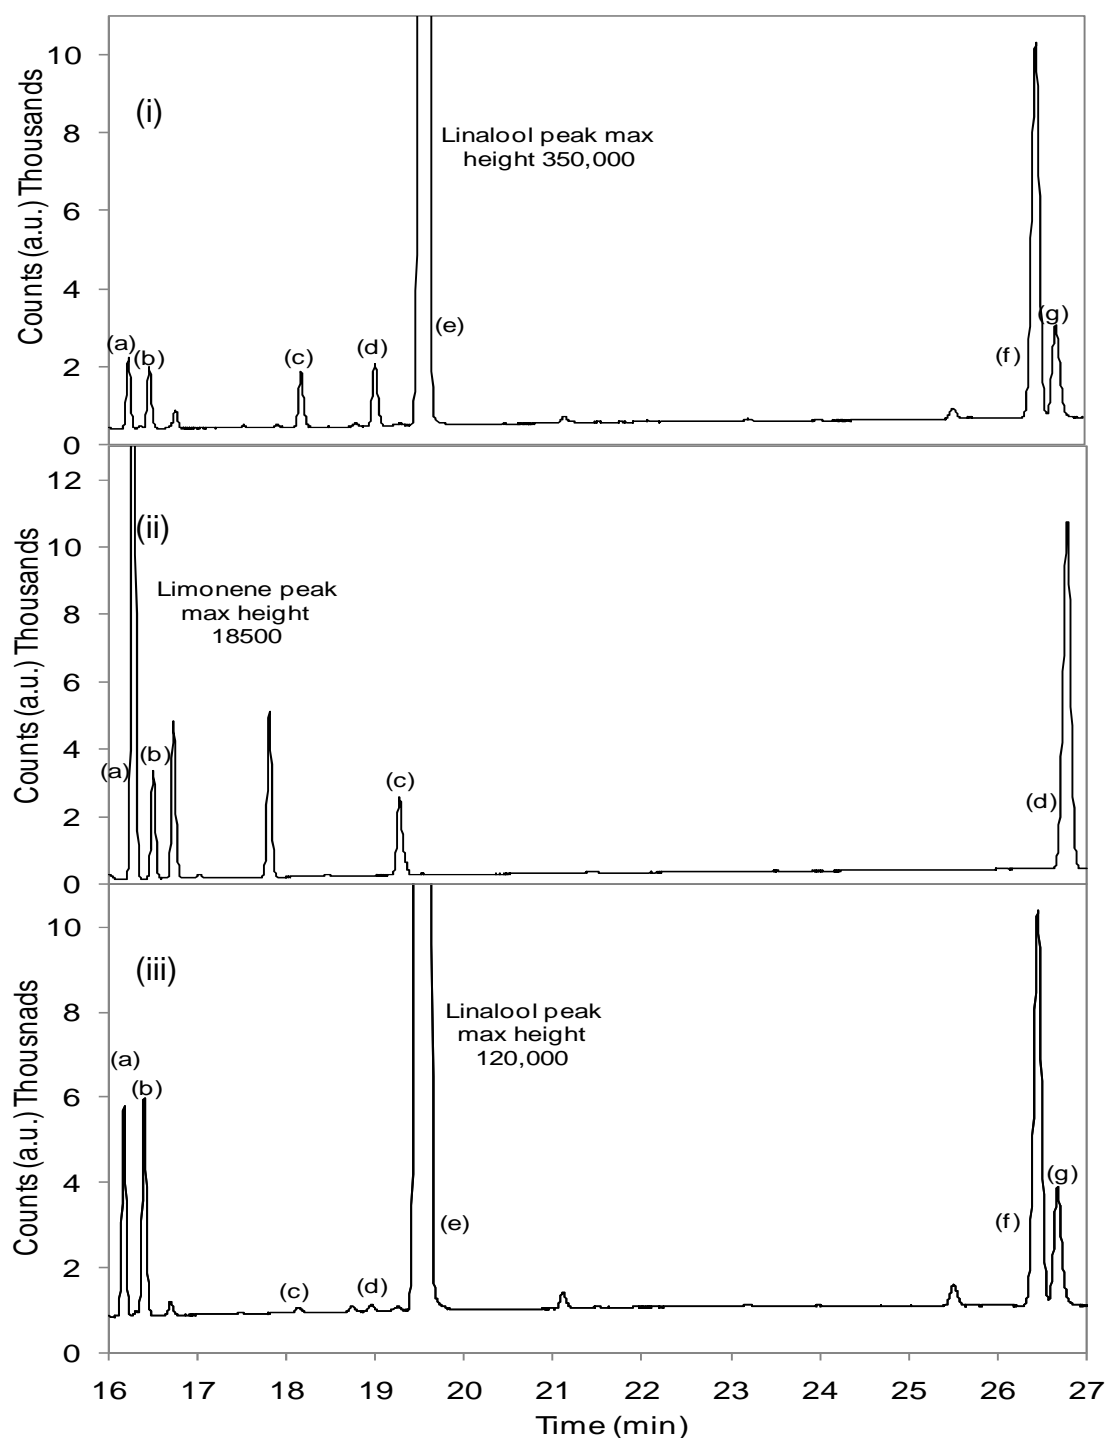 Counts (a.u.) Thousands
10
8
6
4
2
0
(i)
Linalool peak max
height 350,000
(a)
(b)
(c)
(d)
(e)
(f)
(g)
Counts (a.u.) Thousands
12
10
8
6
4
2
0
(ii)
Limonene peak
max height
18500
(a)
(b)
(c)
(d)
Counts (a.u.) Thousnads
10
8
6
4
2
0
(iii)
Linalool peak
max height
120,000
(a)
(b)
(c)
(d)
(e)
(f)
(g)
16 17 18 19 20 21 22 23 24 25 26 27
Time (min)